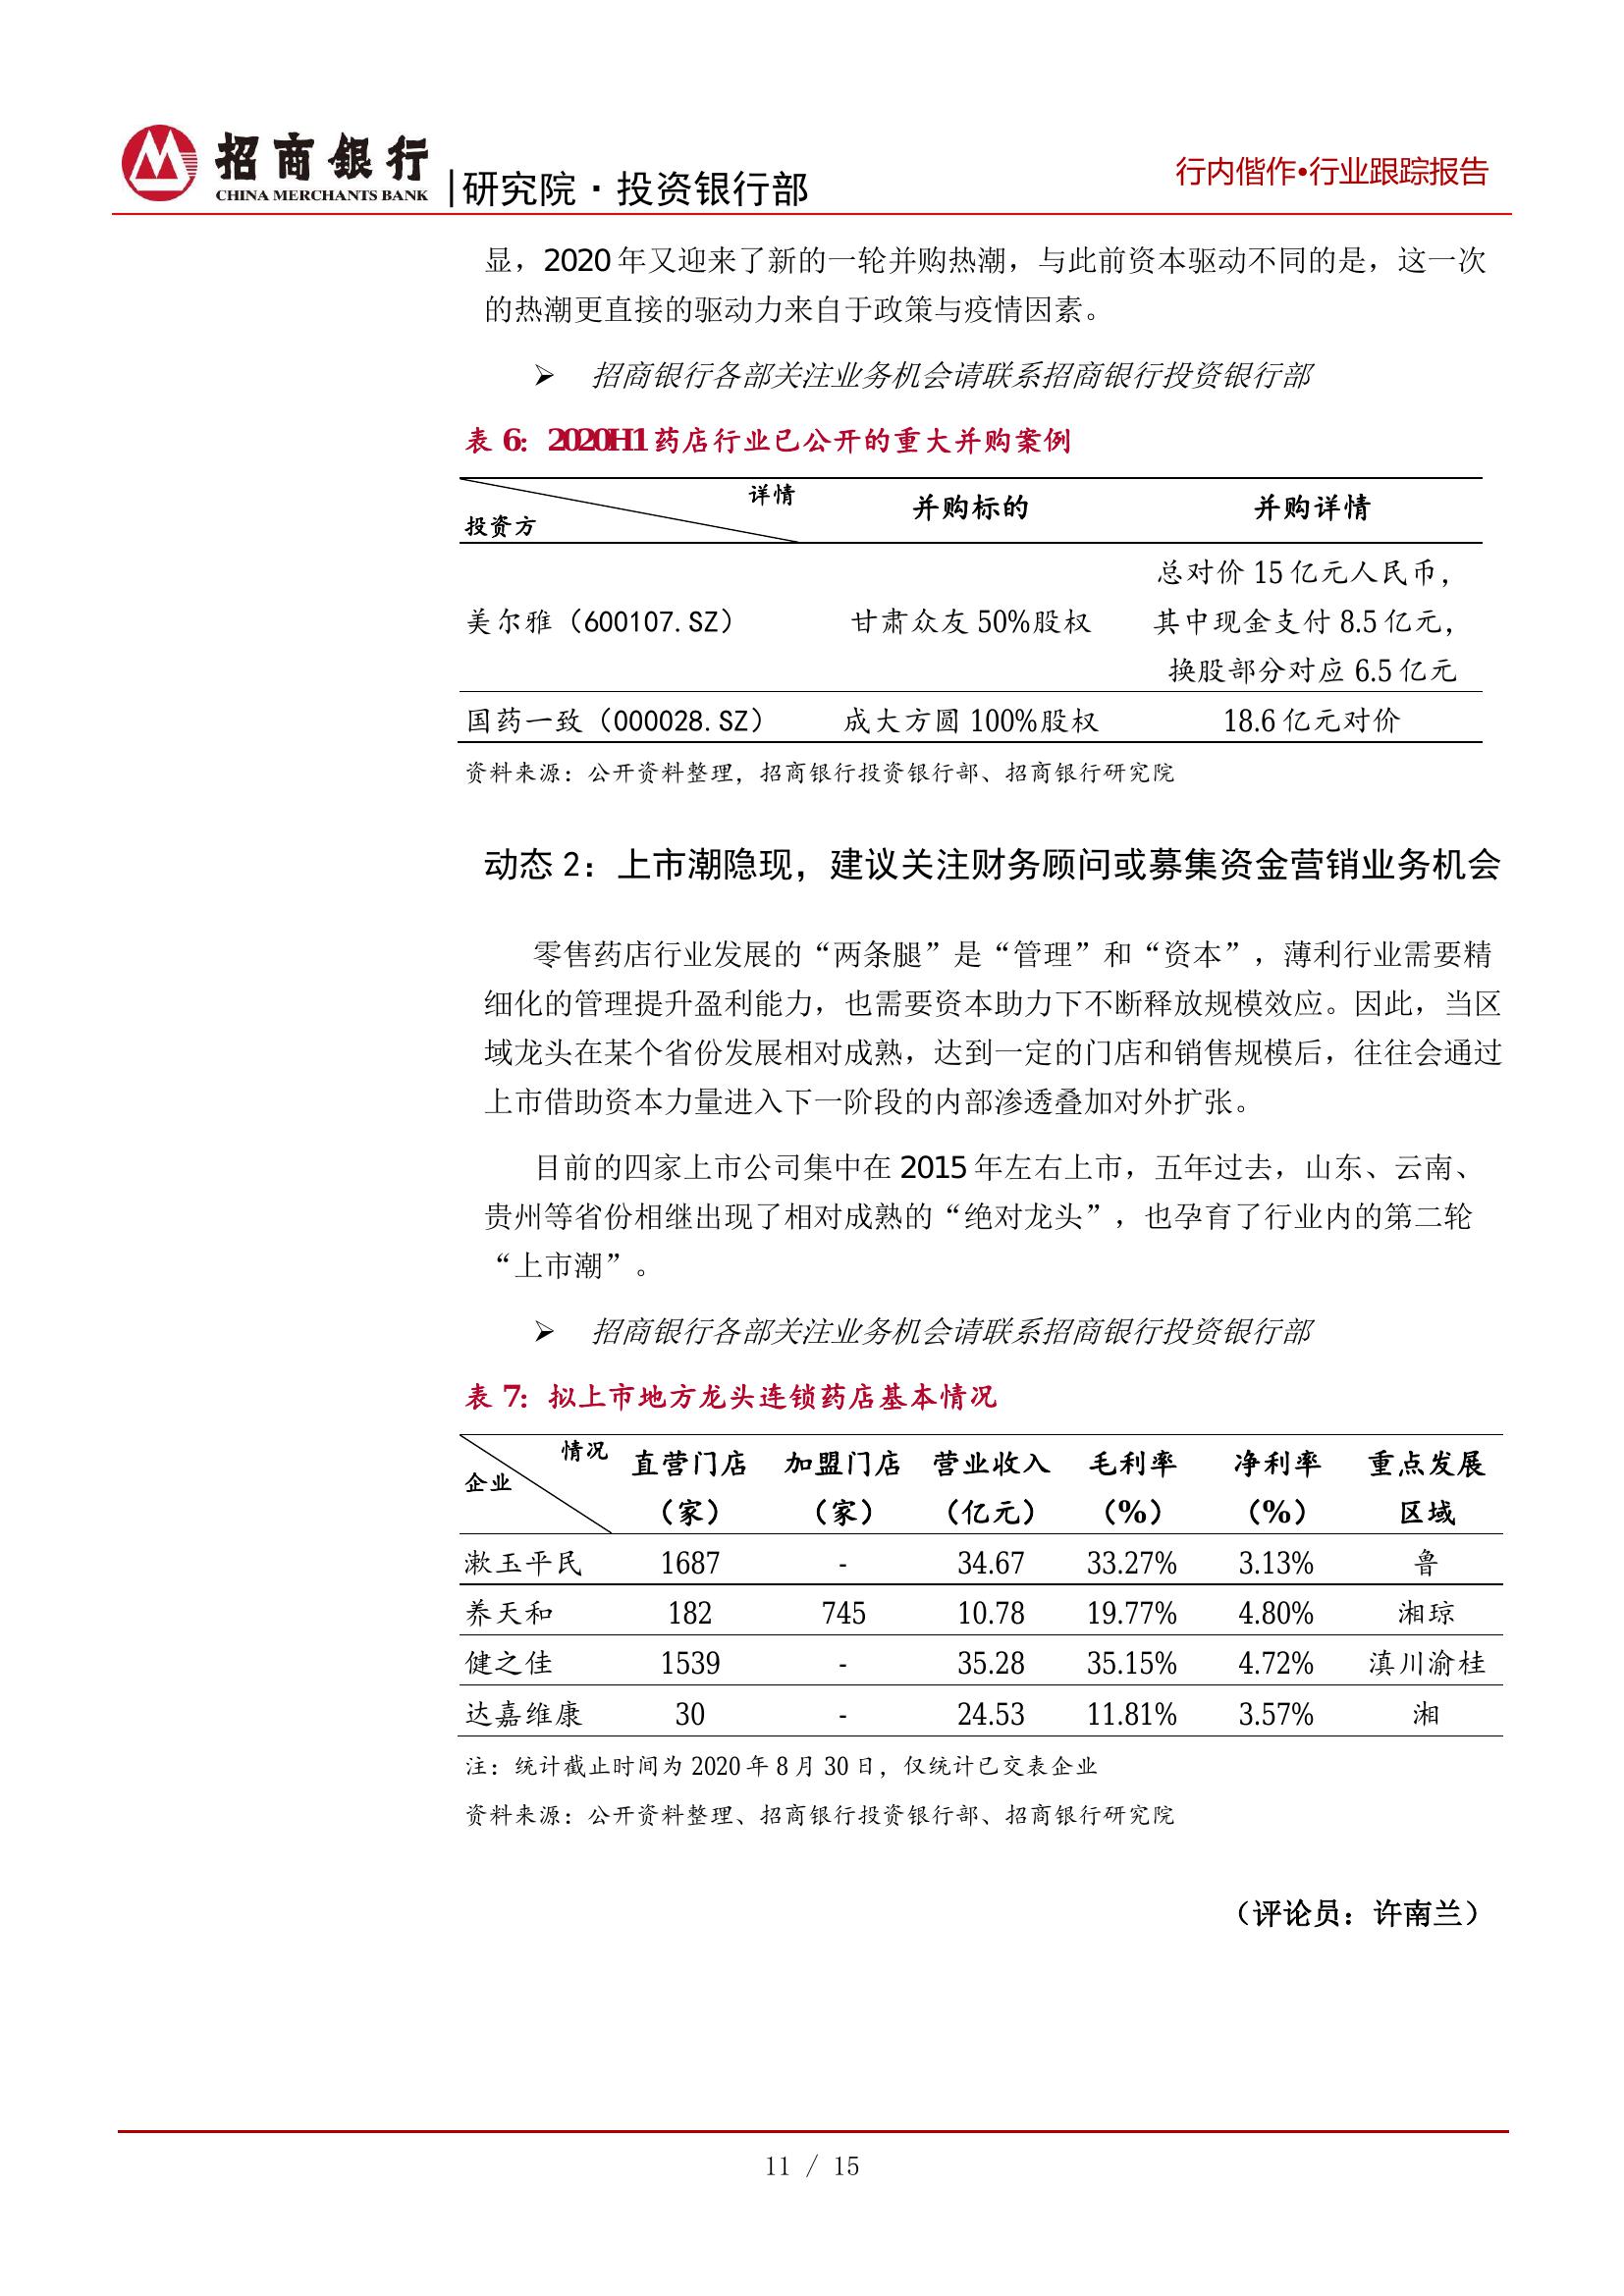 招商银行
CHINA MERCHANTS BANK
|研究院·投资银行部
行内偕作•行业跟踪报告
显，2020 年又迎来了新的一轮并购热潮，与此前资本驱动不同的是，这一次
的热潮更直接的驱动力来自于政策与疫情因素。
➢ 招商银行各部关注业务机会请联系招商银行投资银行部
表 6：2020H1 药店行业已公开的重大并购案例
详情 并购标的 并购详情
投资方
总对价 15 亿元人民币，
美尔雅（600107.SZ） 甘肃众友 50%股权 其中现金支付 8.5 亿元，
换股部分对应 6.5 亿元
国药一致（000028.SZ） 成大方圆 100%股权 18.6 亿元对价
资料来源：公开资料整理，招商银行投资银行部、招商银行研究院
动态 2：上市潮隐现，建议关注财务顾问或募集资金营销业务机会
零售药店行业发展的“两条腿”是“管理”和“资本”，薄利行业需要精
细化的管理提升盈利能力，也需要资本助力下不断释放规模效应。因此，当区
域龙头在某个省份发展相对成熟，达到一定的门店和销售规模后，往往会通过
上市借助资本力量进入下一阶段的内部渗透叠加对外扩张。
目前的四家上市公司集中在 2015 年左右上市，五年过去，山东、云南、
贵州等省份相继出现了相对成熟的“绝对龙头”，也孕育了行业内的第二轮
“上市潮”。
➢ 招商银行各部关注业务机会请联系招商银行投资银行部
表 7：拟上市地方龙头连锁药店基本情况
情况 直营门店 加盟门店 营业收入 毛利率 净利率 重点发展
企业 （家） （家） （亿元） （%） （%） 区域
漱玉平民 1687 - 34.67 33.27% 3.13% 鲁
养天和 182 745 10.78 19.77% 4.80% 湘琼
健之佳 1539 - 35.28 35.15% 4.72% 滇川渝桂
达嘉维康 30 - 24.53 11.81% 3.57% 湘
注：统计截止时间为 2020 年 8 月 30 日，仅统计已交表企业
资料来源：公开资料整理、招商银行投资银行部、招商银行研究院
（评论员：许南兰）
11 / 15